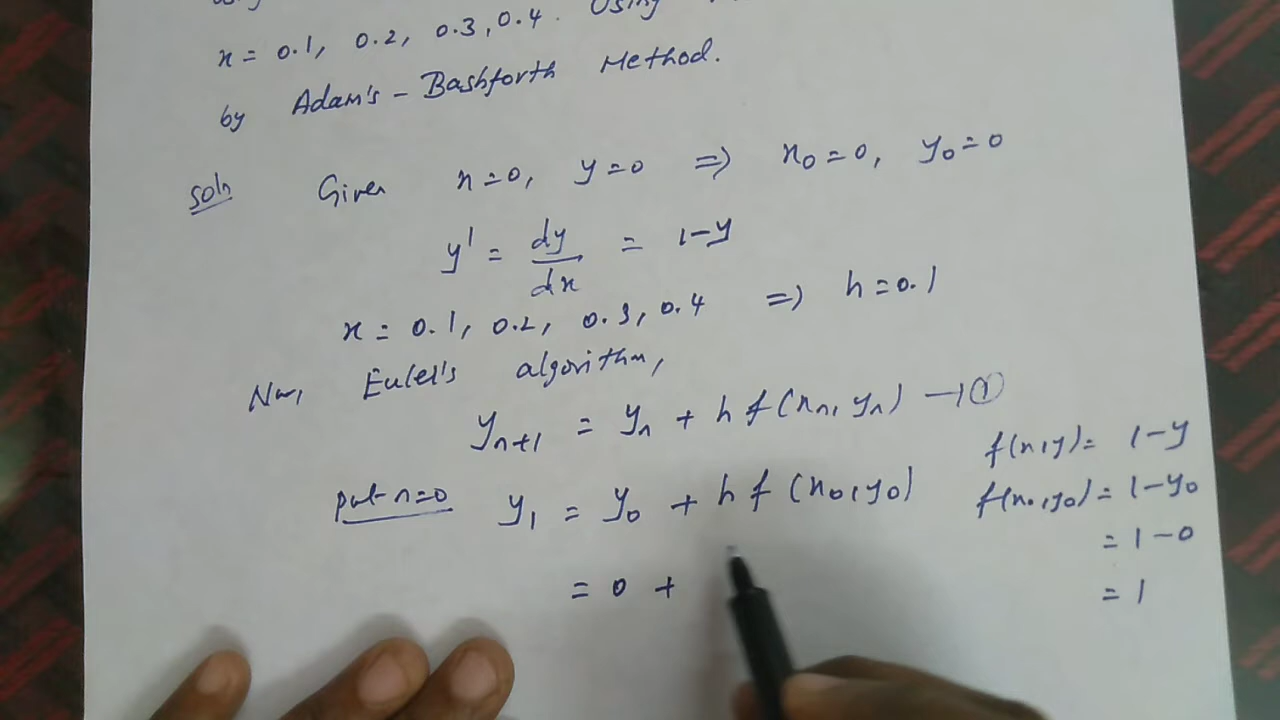 x = 0.1, 0.2, 0.3, 0.4. Using
by Adam's - Bashforth Method.
Soln Given x=0, y=0 => x₀=0, y₀=0
y' = dy/dx = 1-y
x = 0.1, 0.2, 0.3, 0.4 => h=0.1
Now, Euler's algorithm,
yₙ₊₁ = yₙ + h f(xₙ, yₙ) —①
f(x,y) = 1-y
put n=0 y₁ = y₀ + h f(x₀,y₀) f(x₀,y₀) = 1-y₀
= 1-0
= 0 + = 1